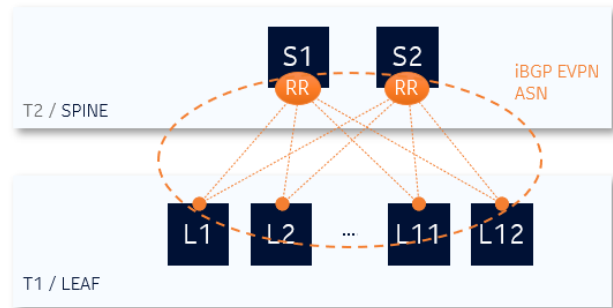 S1
S2
RR
RR
iBGP EVPN
ASN
T2 / SPINE
L1
L2
...
L11
L12
T1 / LEAF